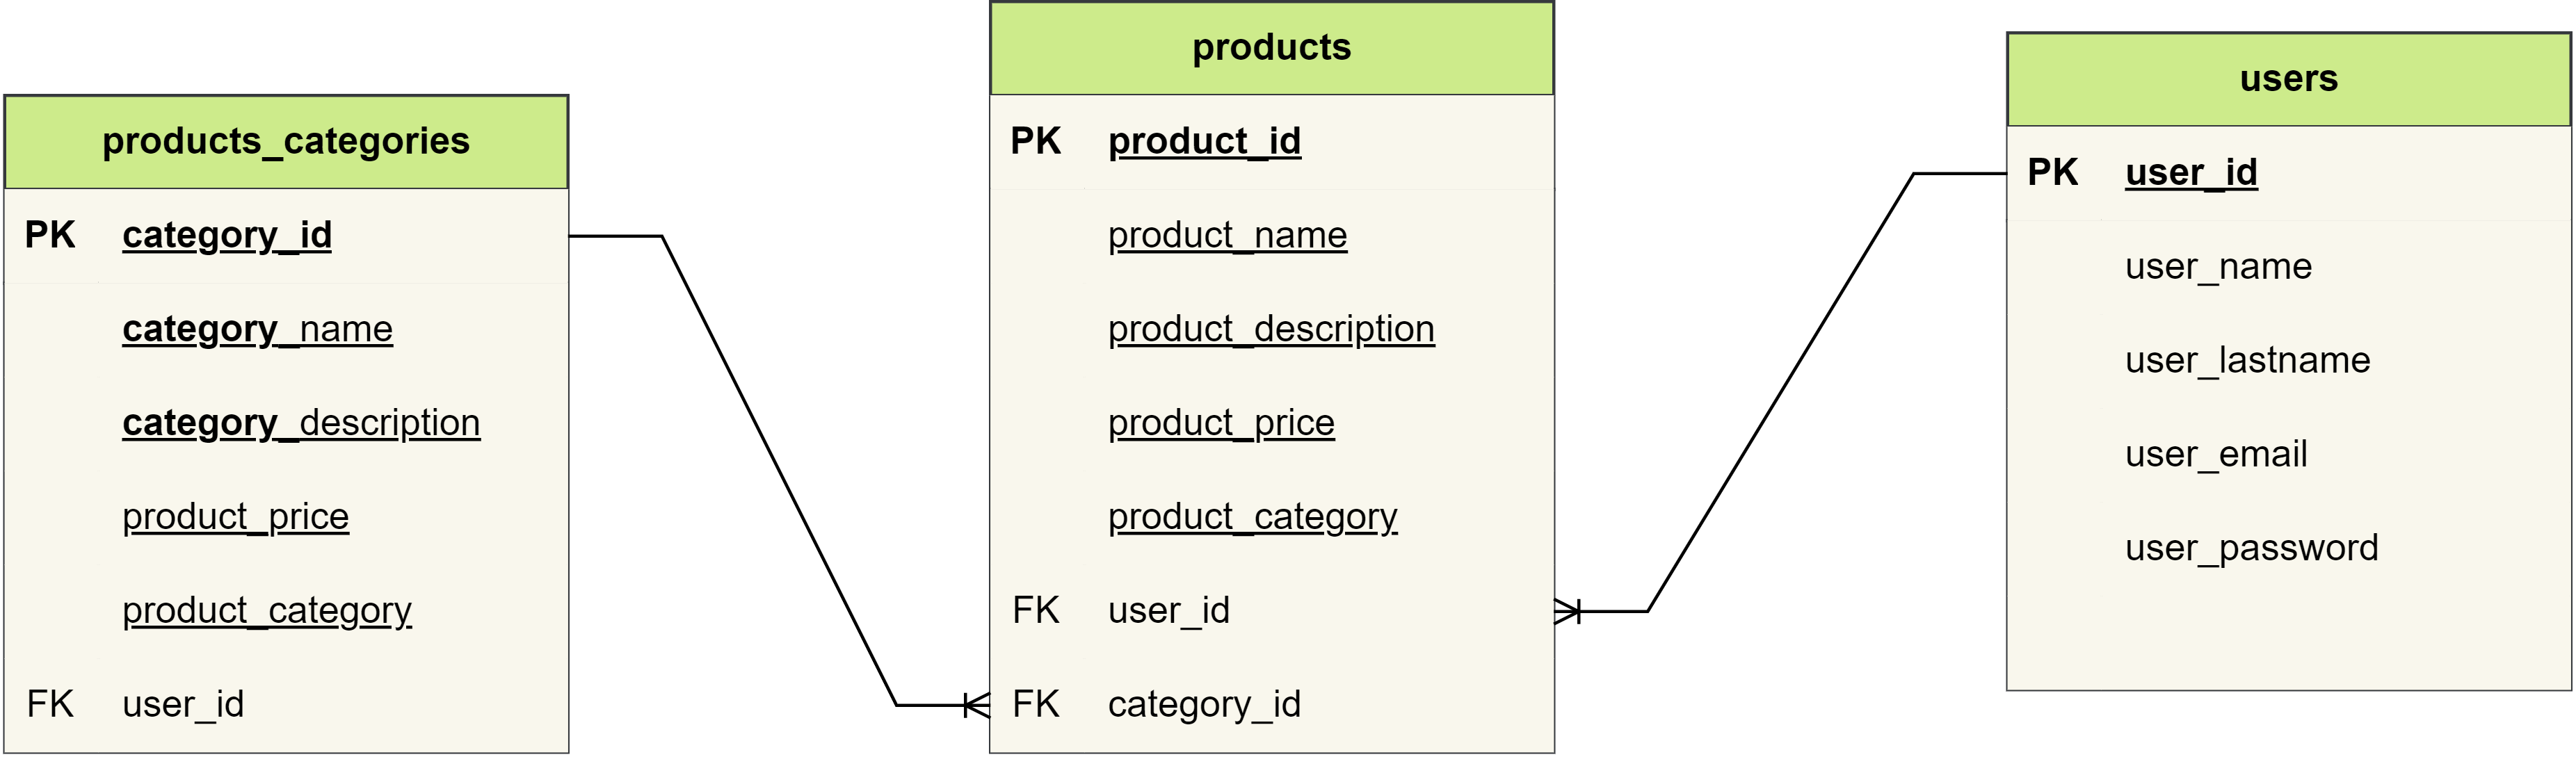 products_categories
PK category_id
category_name
category_description
product_price
product_category
FK user_id
products
PK product_id
product_name
product_description
product_price
product_category
FK user_id
FK category_id
users
PK user_id
user_name
user_lastname
user_email
user_password